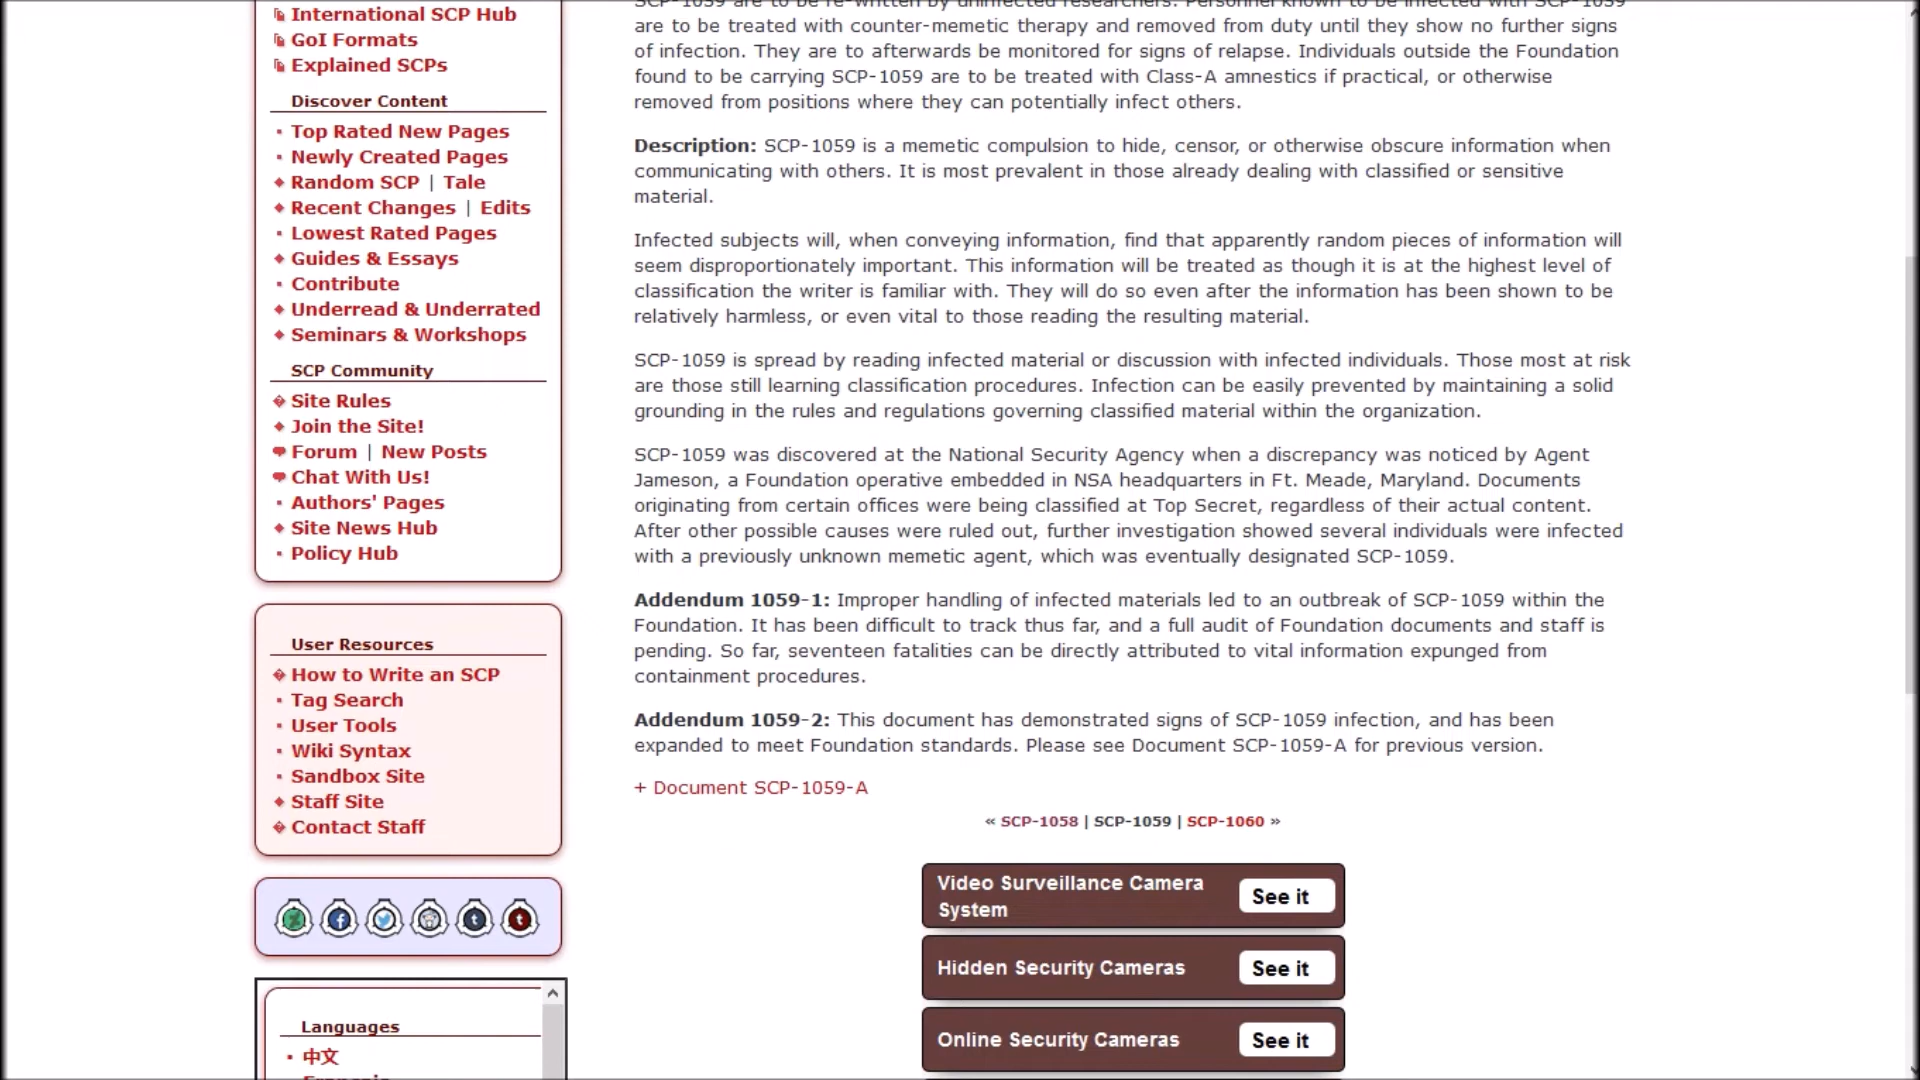 International SCP Hub
GoI Formats
Explained SCPs
Discover Content
Top Rated New Pages
Newly Created Pages
Random SCP | Tale
Recent Changes | Edits
Lowest Rated Pages
Guides & Essays
Contribute
Underread & Underrated
Seminars & Workshops
SCP Community
Site Rules
Join the Site!
Forum | New Posts
Chat With Us!
Authors' Pages
Site News Hub
Policy Hub
User Resources
How to Write an SCP
Tag Search
User Tools
Wiki Syntax
Sandbox Site
Staff Site
Contact Staff
Languages
中文
Français
SCP-1059 are to be re-written by uninfected researchers. Personnel known to be infected with SCP-1059
are to be treated with counter-memetic therapy and removed from duty until they show no further signs
of infection. They are to afterwards be monitored for signs of relapse. Individuals outside the Foundation
found to be carrying SCP-1059 are to be treated with Class-A amnestics if practical, or otherwise
removed from positions where they can potentially infect others.
Description: SCP-1059 is a memetic compulsion to hide, censor, or otherwise obscure information when
communicating with others. It is most prevalent in those already dealing with classified or sensitive
material.
Infected subjects will, when conveying information, find that apparently random pieces of information will
seem disproportionately important. This information will be treated as though it is at the highest level of
classification the writer is familiar with. They will do so even after the information has been shown to be
relatively harmless, or even vital to those reading the resulting material.
SCP-1059 is spread by reading infected material or discussion with infected individuals. Those most at risk
are those still learning classification procedures. Infection can be easily prevented by maintaining a solid
grounding in the rules and regulations governing classified material within the organization.
SCP-1059 was discovered at the National Security Agency when a discrepancy was noticed by Agent
Jameson, a Foundation operative embedded in NSA headquarters in Ft. Meade, Maryland. Documents
originating from certain offices were being classified at Top Secret, regardless of their actual content.
After other possible causes were ruled out, further investigation showed several individuals were infected
with a previously unknown memetic agent, which was eventually designated SCP-1059.
Addendum 1059-1: Improper handling of infected materials led to an outbreak of SCP-1059 within the
Foundation. It has been difficult to track thus far, and a full audit of Foundation documents and staff is
pending. So far, seventeen fatalities can be directly attributed to vital information expunged from
containment procedures.
Addendum 1059-2: This document has demonstrated signs of SCP-1059 infection, and has been
expanded to meet Foundation standards. Please see Document SCP-1059-A for previous version.
+ Document SCP-1059-A
« SCP-1058 | SCP-1059 | SCP-1060 »
Video Surveillance Camera
System
See it
Hidden Security Cameras
See it
Online Security Cameras
See it